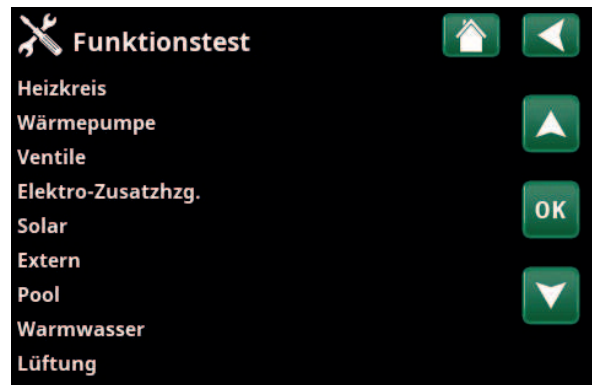 Funktionstest
Heizkreis
Wärmepumpe
Ventile
Elektro-Zusatzhzg.
OK
Solar
Extern
Pool
Warmwasser
Lüftung